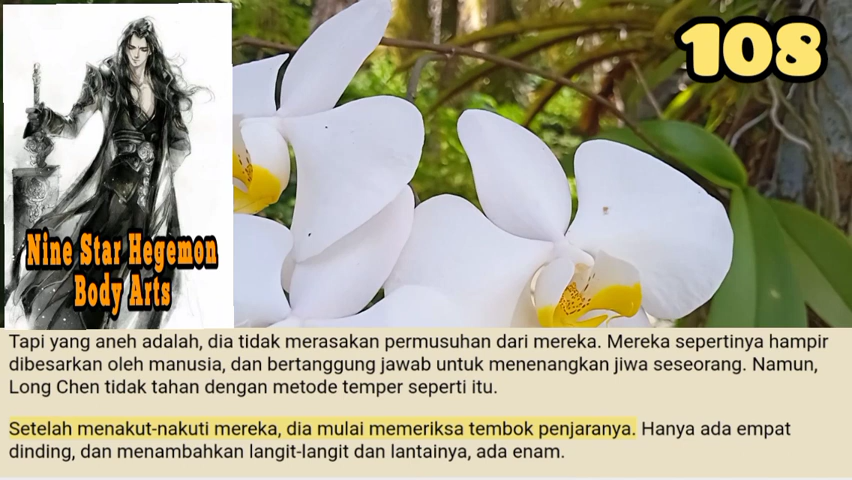 108
Nine Star Hegemon
Body Arts
Tapi yang aneh adalah, dia tidak merasakan permusuhan dari mereka. Mereka sepertinya hampir
dibesarkan oleh manusia, dan bertanggung jawab untuk menenangkan jiwa seseorang. Namun,
Long Chen tidak tahan dengan metode temper seperti itu.
Setelah menakut-nakuti mereka, dia mulai memeriksa tembok penjaranya. Hanya ada empat
dinding, dan menambahkan langit-langit dan lantainya, ada enam.